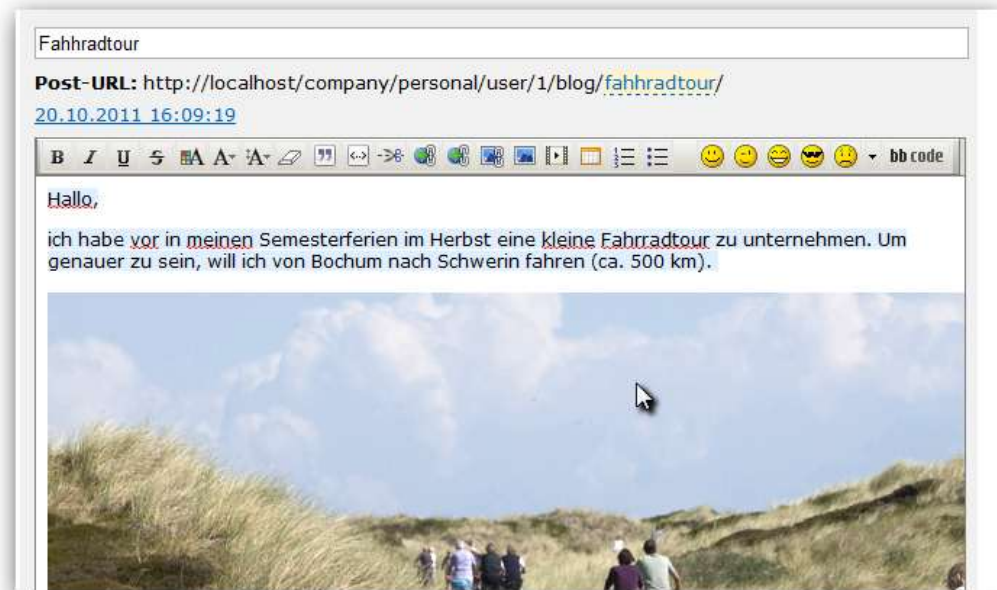 Fahhradtour
Post-URL: http://localhost/company/personal/user/1/blog/fahhradtour/
20.10.2011 16:09:19
B I U S A A A bb code
Hallo,
ich habe vor in meinen Semesterferien im Herbst eine kleine Fahrradtour zu unternehmen. Um
genauer zu sein, will ich von Bochum nach Schwerin fahren (ca. 500 km).